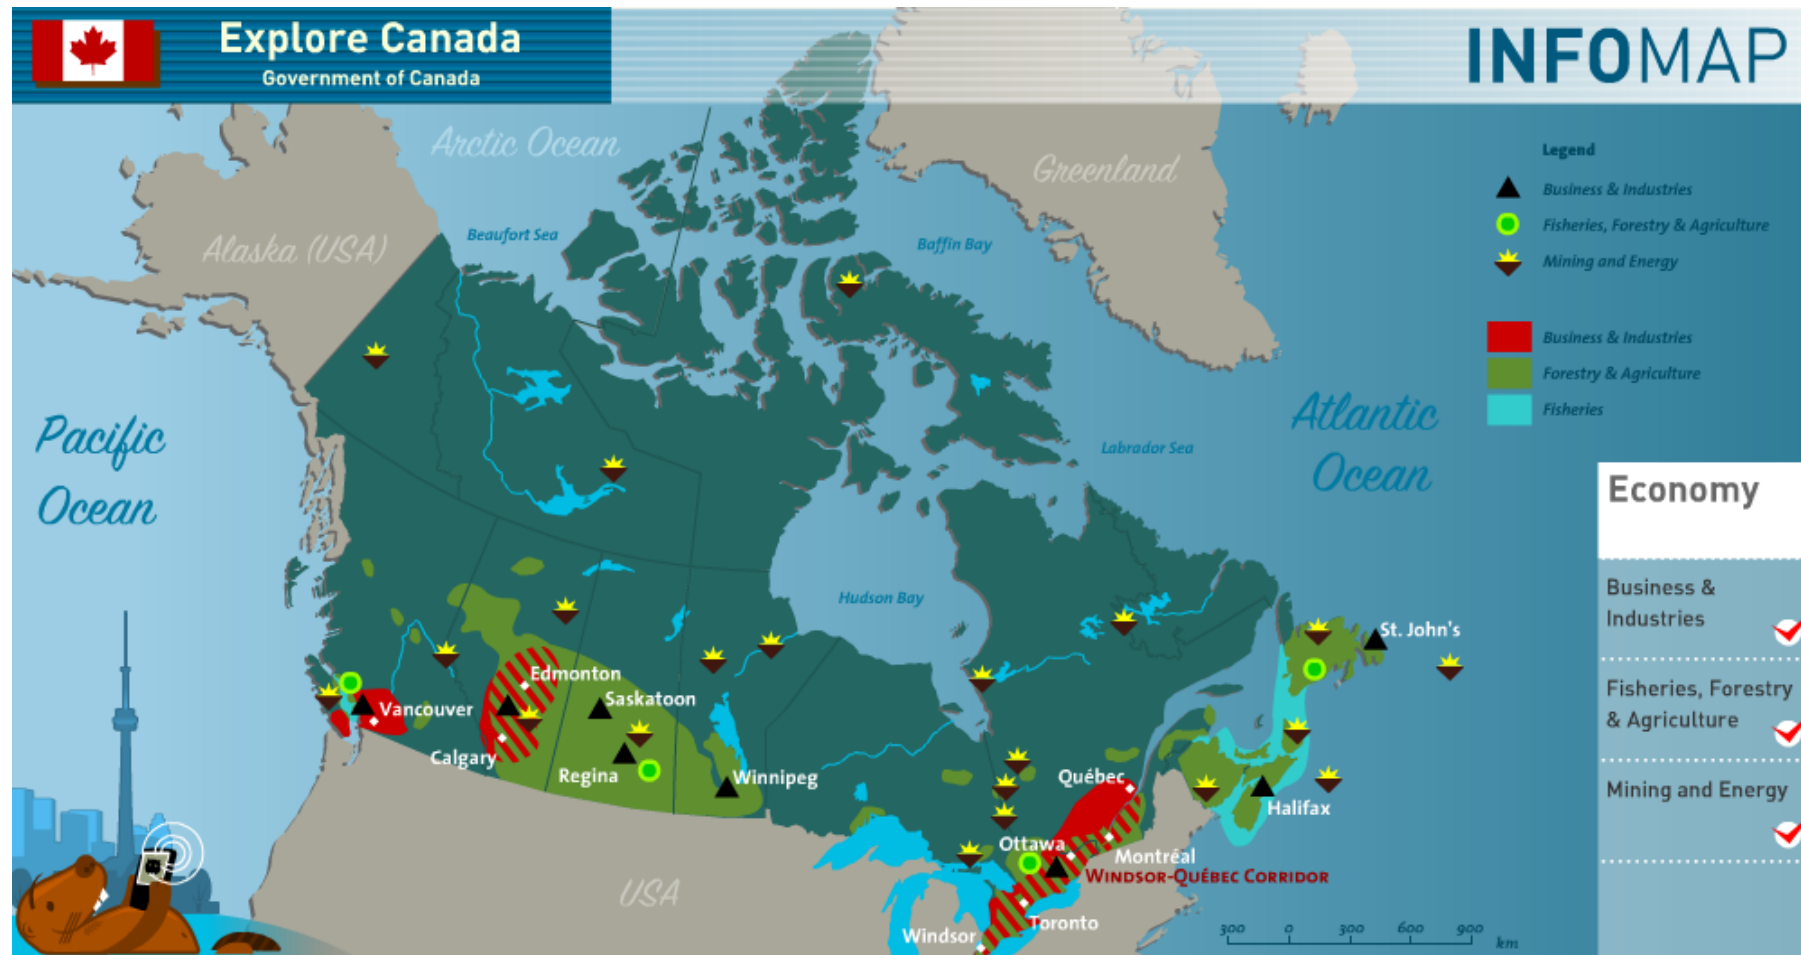 Explore Canada
Government of Canada
INFOMAP
Arctic Ocean
Greenland
Alaska (USA)
Beaufort Sea
Baffin Bay
Legend
Business & Industries
Fisheries, Forestry & Agriculture
Mining and Energy
Business & Industries
Forestry & Agriculture
Fisheries
Pacific
Ocean
Atlantic
Ocean
Labrador Sea
Hudson Bay
Economy
Business &
Industries
Fisheries, Forestry
& Agriculture
Mining and Energy
St. John's
Edmonton
Saskatoon
Vancouver
Calgary
Regina
Winnipeg
Québec
Halifax
Ottawa
Montréal
WINDSOR-QUÉBEC CORRIDOR
Toronto
Windsor
USA
300 0 300 600 900
km